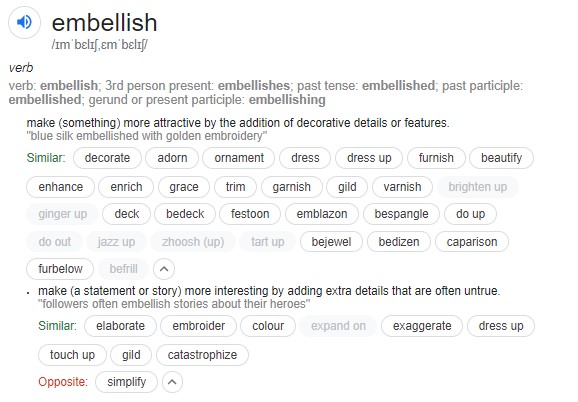 embellish
/ɪmˈbɛlɪʃ,ɛmˈbɛlɪʃ/
verb
verb: embellish; 3rd person present: embellishes; past tense: embellished; past participle:
embellished; gerund or present participle: embellishing
make (something) more attractive by the addition of decorative details or features.
"blue silk embellished with golden embroidery"
Similar: decorate adorn ornament dress dress up furnish beautify
enhance enrich grace trim garnish gild varnish brighten up
ginger up deck bedeck festoon emblazon bespangle do up
do out jazz up zhoosh (up) tart up bejewel bedizen caparison
furbelow befrill
make (a statement or story) more interesting by adding extra details that are often untrue.
"followers often embellish stories about their heroes"
Similar: elaborate embroider colour expand on exaggerate dress up
touch up gild catastrophize
Opposite: simplify